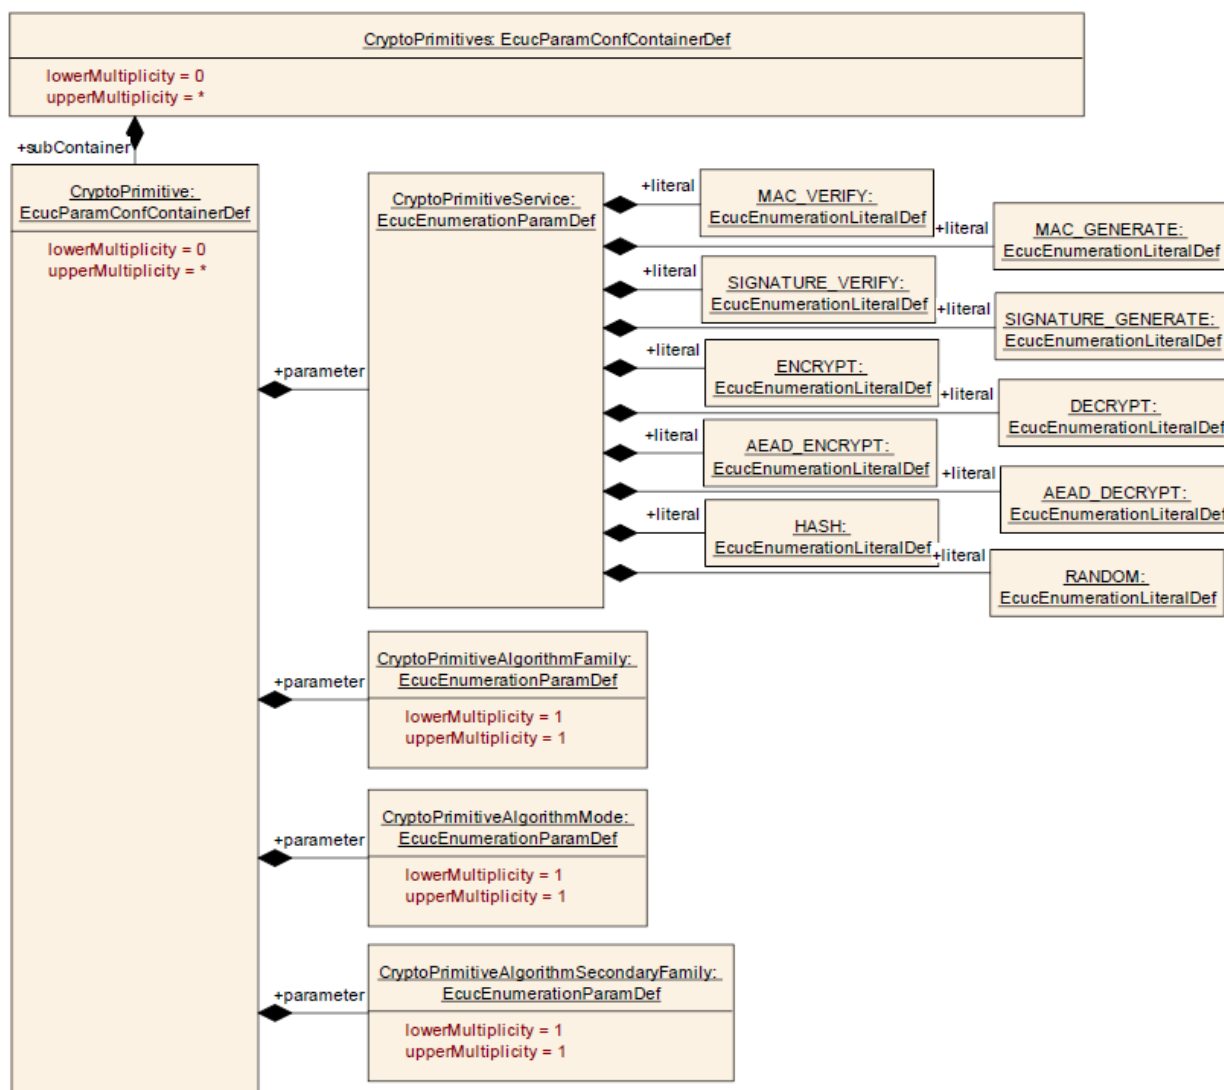 CryptoPrimitives: EcucParamConfContainerDef
lowerMultiplicity = 0
upperMultiplicity = *
+subContainer
CryptoPrimitive:
EcucParamConfContainerDef
lowerMultiplicity = 0
upperMultiplicity = *
+parameter
CryptoPrimitiveService:
EcucEnumerationParamDef
+literal
MAC_VERIFY:
EcucEnumerationLiteralDef
+literal
MAC_GENERATE:
EcucEnumerationLiteralDef
+literal
SIGNATURE_VERIFY:
EcucEnumerationLiteralDef
+literal
SIGNATURE_GENERATE:
EcucEnumerationLiteralDef
+literal
ENCRYPT:
EcucEnumerationLiteralDef
+literal
DECRYPT:
EcucEnumerationLiteralDef
+literal
AEAD_ENCRYPT:
EcucEnumerationLiteralDef
+literal
AEAD_DECRYPT:
EcucEnumerationLiteralDef
+literal
HASH:
EcucEnumerationLiteralDef
+literal
RANDOM:
EcucEnumerationLiteralDef
+parameter
CryptoPrimitiveAlgorithmFamily:
EcucEnumerationParamDef
lowerMultiplicity = 1
upperMultiplicity = 1
+parameter
CryptoPrimitiveAlgorithmMode:
EcucEnumerationParamDef
lowerMultiplicity = 1
upperMultiplicity = 1
+parameter
CryptoPrimitiveAlgorithmSecondaryFamily:
EcucEnumerationParamDef
lowerMultiplicity = 1
upperMultiplicity = 1